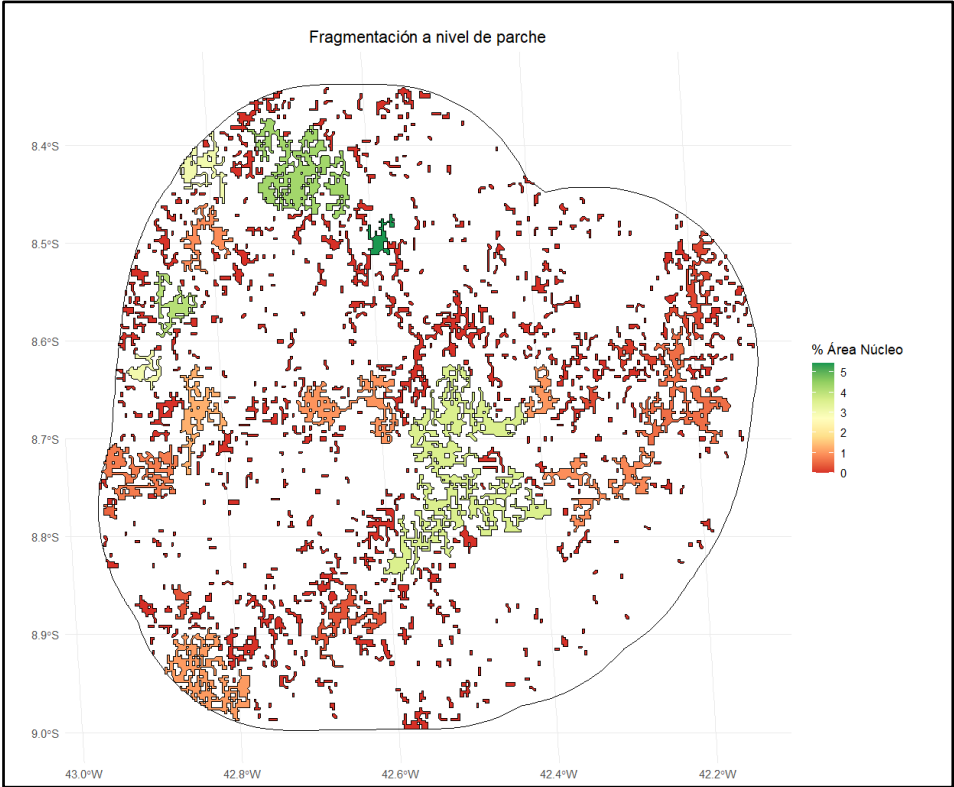 Fragmentación a nivel de parche
8.4°S
8.5°S
8.6°S
8.7°S
8.8°S
8.9°S
9.0°S
43.0°W
42.8°W
42.6°W
42.4°W
42.2°W
% Área Núcleo
5
4
3
2
1
0